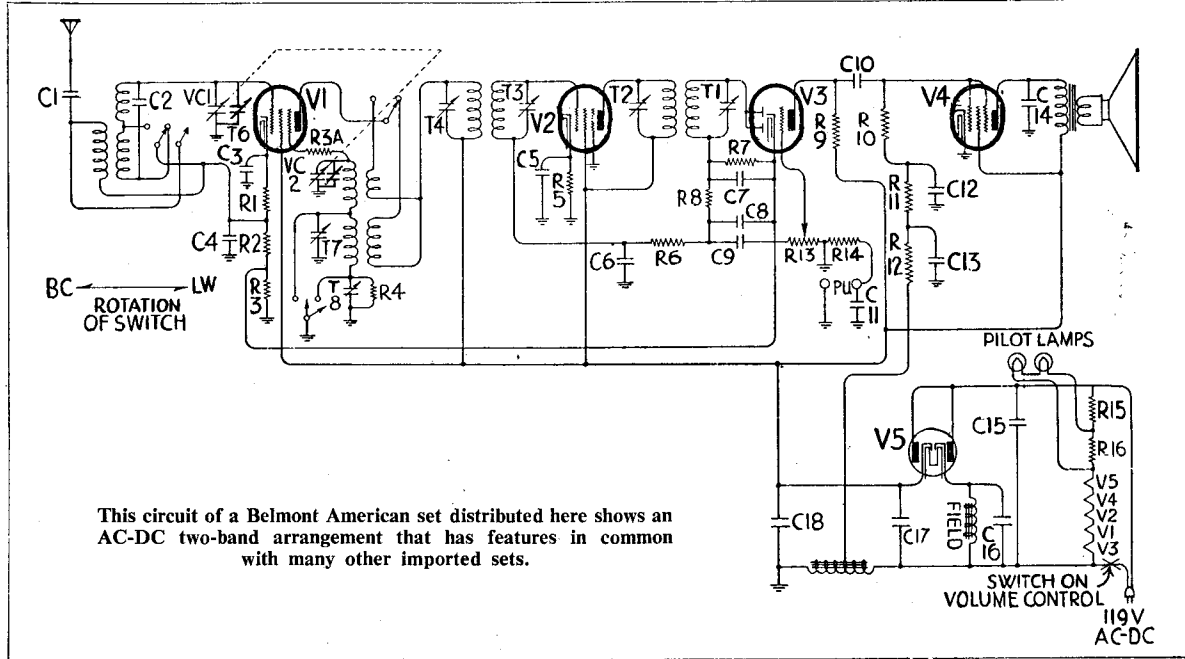 C1
C2
VC1
T6
V1
R3A
C3
VC
2
R1
C4
R2
T7
R
3
T
8
R4
BC
LW
ROTATION
OF SWITCH
T4
T3
V2
T2
C5
R
5
T1
V3
R7
C7
R8
C8
C6
R6
C9
R13
R14
PU
C
11
C10
R
9
R
10
V4
C
14
R
11
C12
R
12
C13
PILOT LAMPS
V5
C15
R15
R16
V5
V4
V2
V1
V3
C18
C17
FIELD
C
16
SWITCH ON
VOLUME CONTROL
119V
AC-DC
This circuit of a Belmont American set distributed here shows an
AC-DC two-band arrangement that has features in common
with many other imported sets.